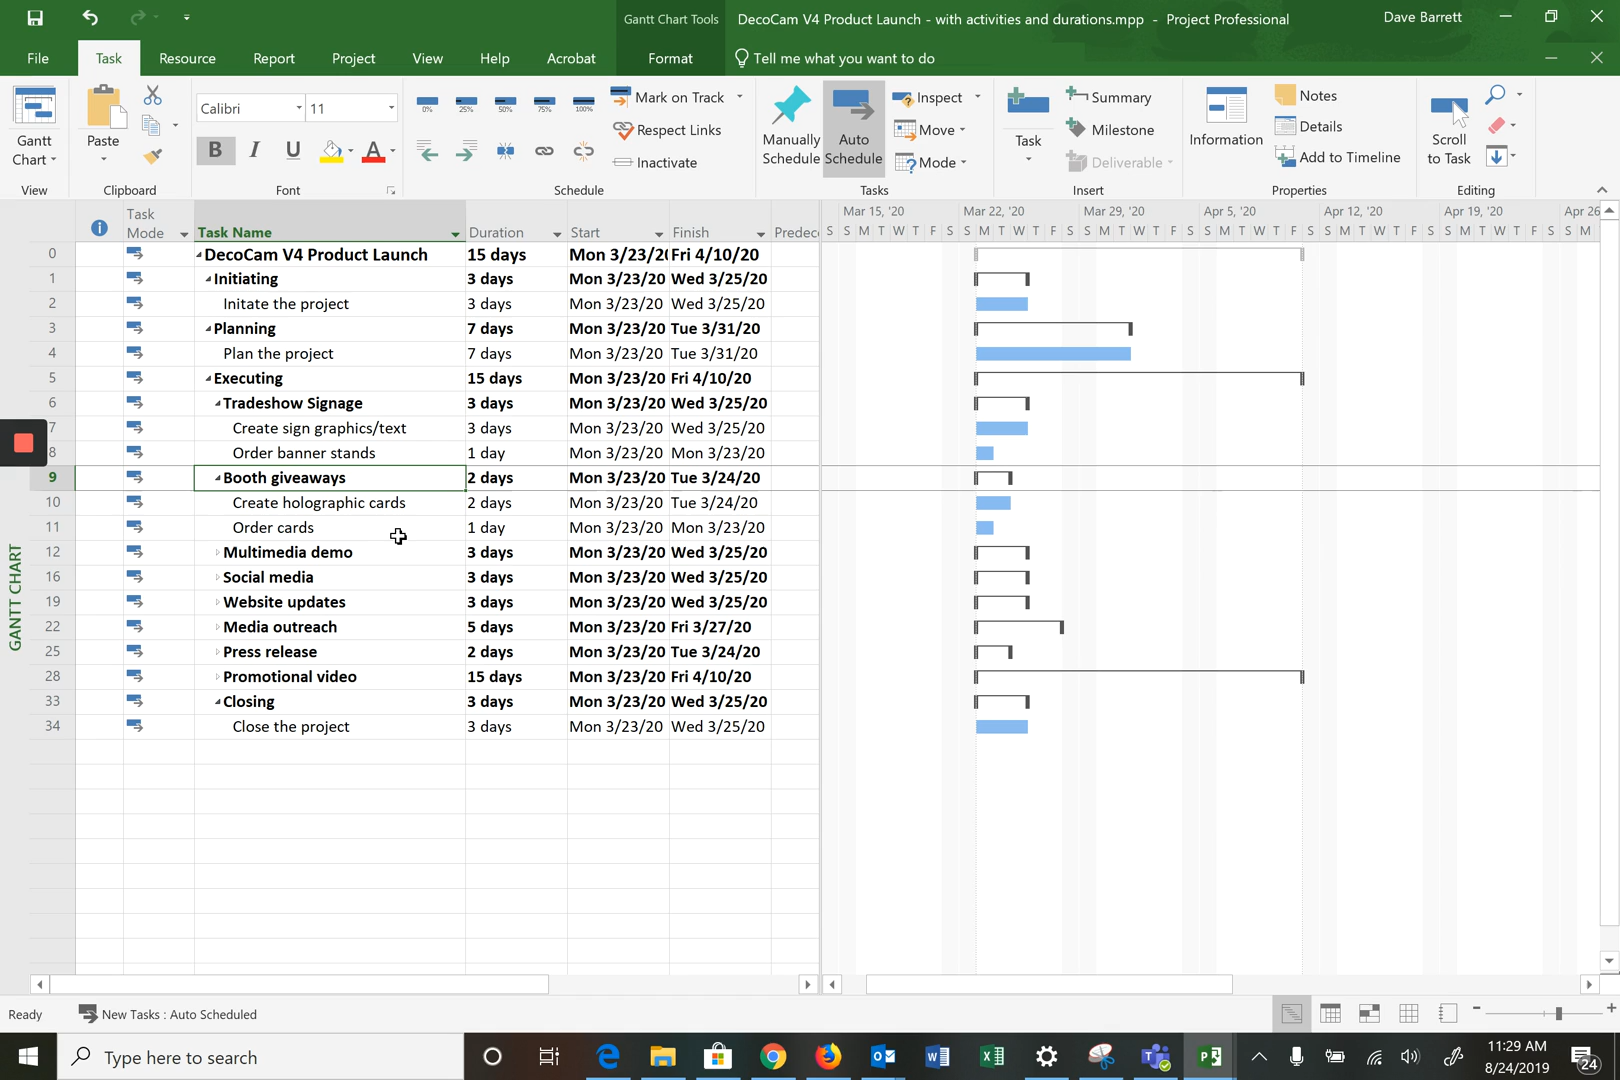 Gantt Chart Tools
DecoCam V4 Product Launch - with activities and durations.mpp - Project Professional
Dave Barrett
File Task Resource Report Project View Help Acrobat Format Tell me what you want to do
Gantt Chart
View
Paste
Clipboard
Calibri 11
B I U A
Font
0% 25% 50% 75% 100%
Mark on Track
Respect Links
Inactivate
Schedule
Manually Schedule
Auto Schedule
Inspect
Move
Mode
Tasks
Task
Summary
Milestone
Deliverable
Insert
Information
Notes
Details
Add to Timeline
Properties
Scroll to Task
Editing
Task Mode Task Name Duration Start Finish Predec
Mar 15, '20 Mar 22, '20 Mar 29, '20 Apr 5, '20 Apr 12, '20 Apr 19, '20 Apr 26
S S M T W T F S S M T W T F S S M T W T F S S M T W T F S S M T W T F S S M T W T F S S M
0 DecoCam V4 Product Launch 15 days Mon 3/23/2 Fri 4/10/20
1 Initiating 3 days Mon 3/23/20 Wed 3/25/20
2 Initate the project 3 days Mon 3/23/20 Wed 3/25/20
3 Planning 7 days Mon 3/23/20 Tue 3/31/20
4 Plan the project 7 days Mon 3/23/20 Tue 3/31/20
5 Executing 15 days Mon 3/23/20 Fri 4/10/20
6 Tradeshow Signage 3 days Mon 3/23/20 Wed 3/25/20
7 Create sign graphics/text 3 days Mon 3/23/20 Wed 3/25/20
8 Order banner stands 1 day Mon 3/23/20 Mon 3/23/20
9 Booth giveaways 2 days Mon 3/23/20 Tue 3/24/20
10 Create holographic cards 2 days Mon 3/23/20 Tue 3/24/20
11 Order cards 1 day Mon 3/23/20 Mon 3/23/20
12 Multimedia demo 3 days Mon 3/23/20 Wed 3/25/20
16 Social media 3 days Mon 3/23/20 Wed 3/25/20
19 Website updates 3 days Mon 3/23/20 Wed 3/25/20
22 Media outreach 5 days Mon 3/23/20 Fri 3/27/20
25 Press release 2 days Mon 3/23/20 Tue 3/24/20
28 Promotional video 15 days Mon 3/23/20 Fri 4/10/20
33 Closing 3 days Mon 3/23/20 Wed 3/25/20
34 Close the project 3 days Mon 3/23/20 Wed 3/25/20
GANTT CHART
Ready New Tasks : Auto Scheduled
Type here to search
11:29 AM
8/24/2019
24